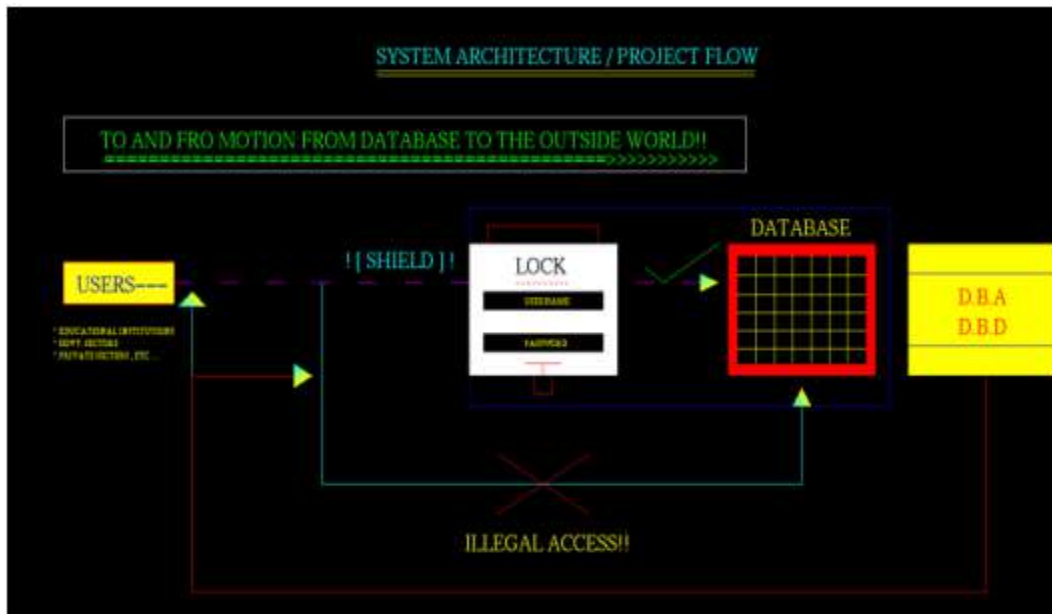 SYSTEM ARCHITECTURE / PROJECT FLOW
TO AND FRO MOTION FROM DATABASE TO THE OUTSIDE WORLD!!
=============================================>>>>>>>>>>>
DATABASE
! [ SHIELD ] !
LOCK
USERS---
USERNAME
PASSWORD
D.B.A
D.B.D
* EDUCATIONAL INSTITUTIONS
* GOVT. SECTORS
* PRIVATE SECTORS, ETC...
ILLEGAL ACCESS!!